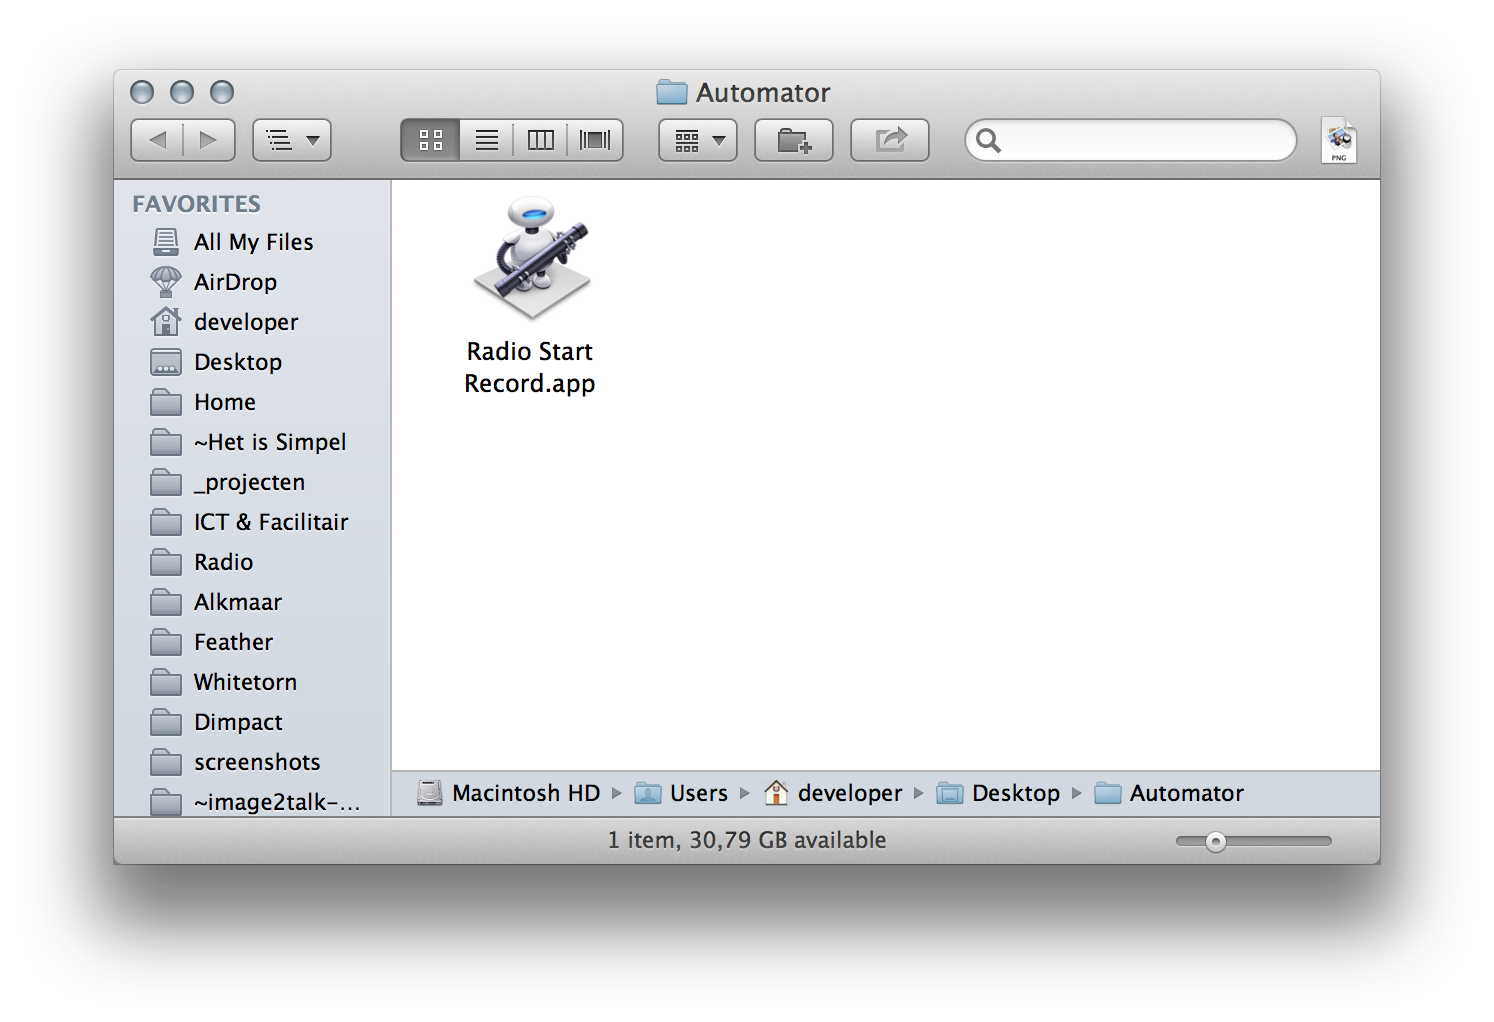 Automator
PNG
FAVORITES
All My Files
AirDrop
developer
Desktop
Home
~Het is Simpel
_projecten
ICT & Facilitair
Radio
Alkmaar
Feather
Whitetorn
Dimpact
screenshots
~image2talk-...
Radio Start
Record.app
Macintosh HD Users developer Desktop Automator
1 item, 30,79 GB available